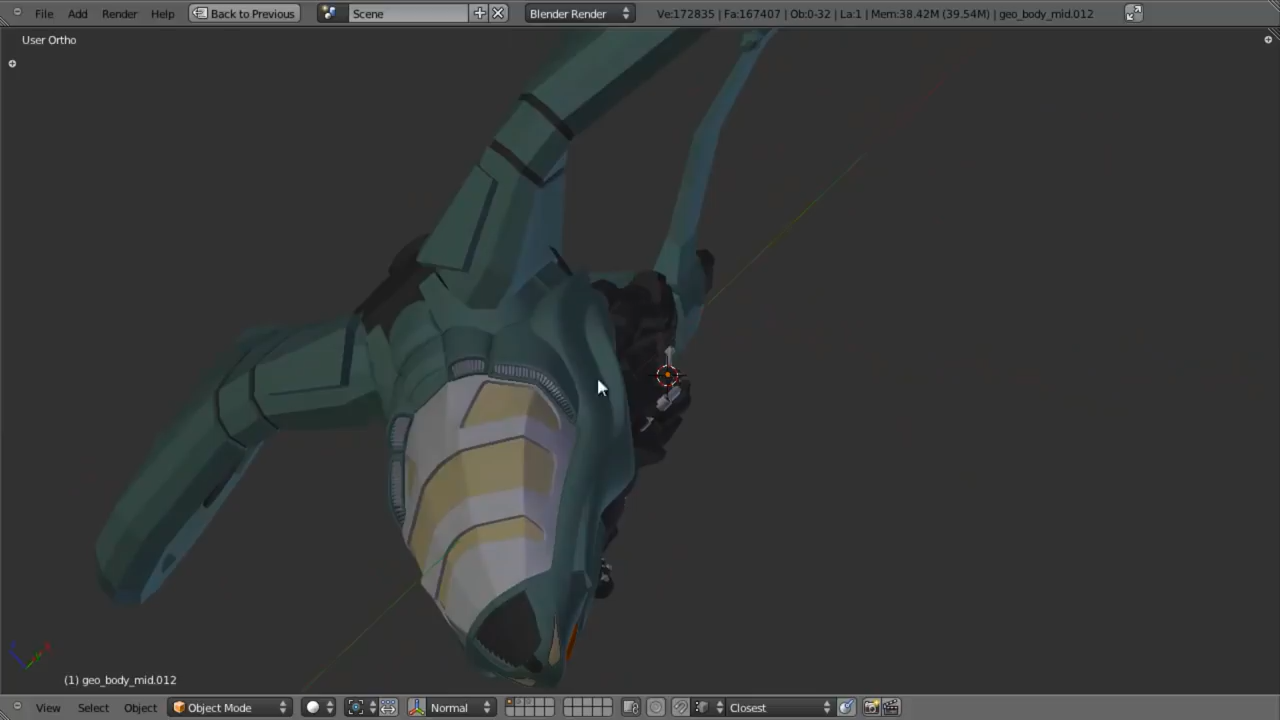 File Add Render Help Back to Previous Scene Blender Render Ve:172835 | Fa:167407 | Ob:0-32 | La:1 | Mem:38.42M (39.54M) | geo_body_mid.012
User Ortho
(1) geo_body_mid.012
View Select Object Object Mode Normal Closest